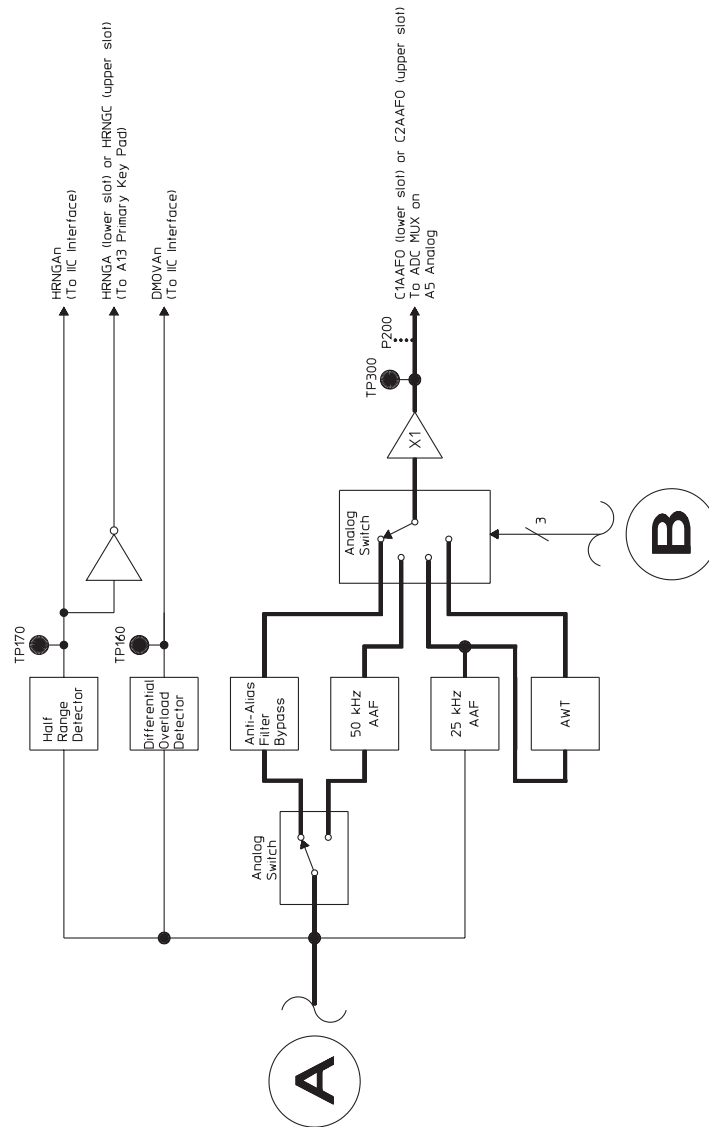 HRNGAn
(To IIC Interface)
HRNGA (lower slot) or HRNGC (upper slot)
(To A13 Primary Key Pad)
DMOVAn
(To IIC Interface)
TP170
Half
Range
Detector
TP160
Differential
Overload
Detector
Analog
Switch
Anti-Alias
Filter
Bypass
50 kHz
AAF
25 kHz
AAF
AWT
Analog
Switch
X1
TP300
P200
C1AAFO (lower slot) or C2AAFO (upper slot)
To ADC MUX on
A5 Analog
3
A
B